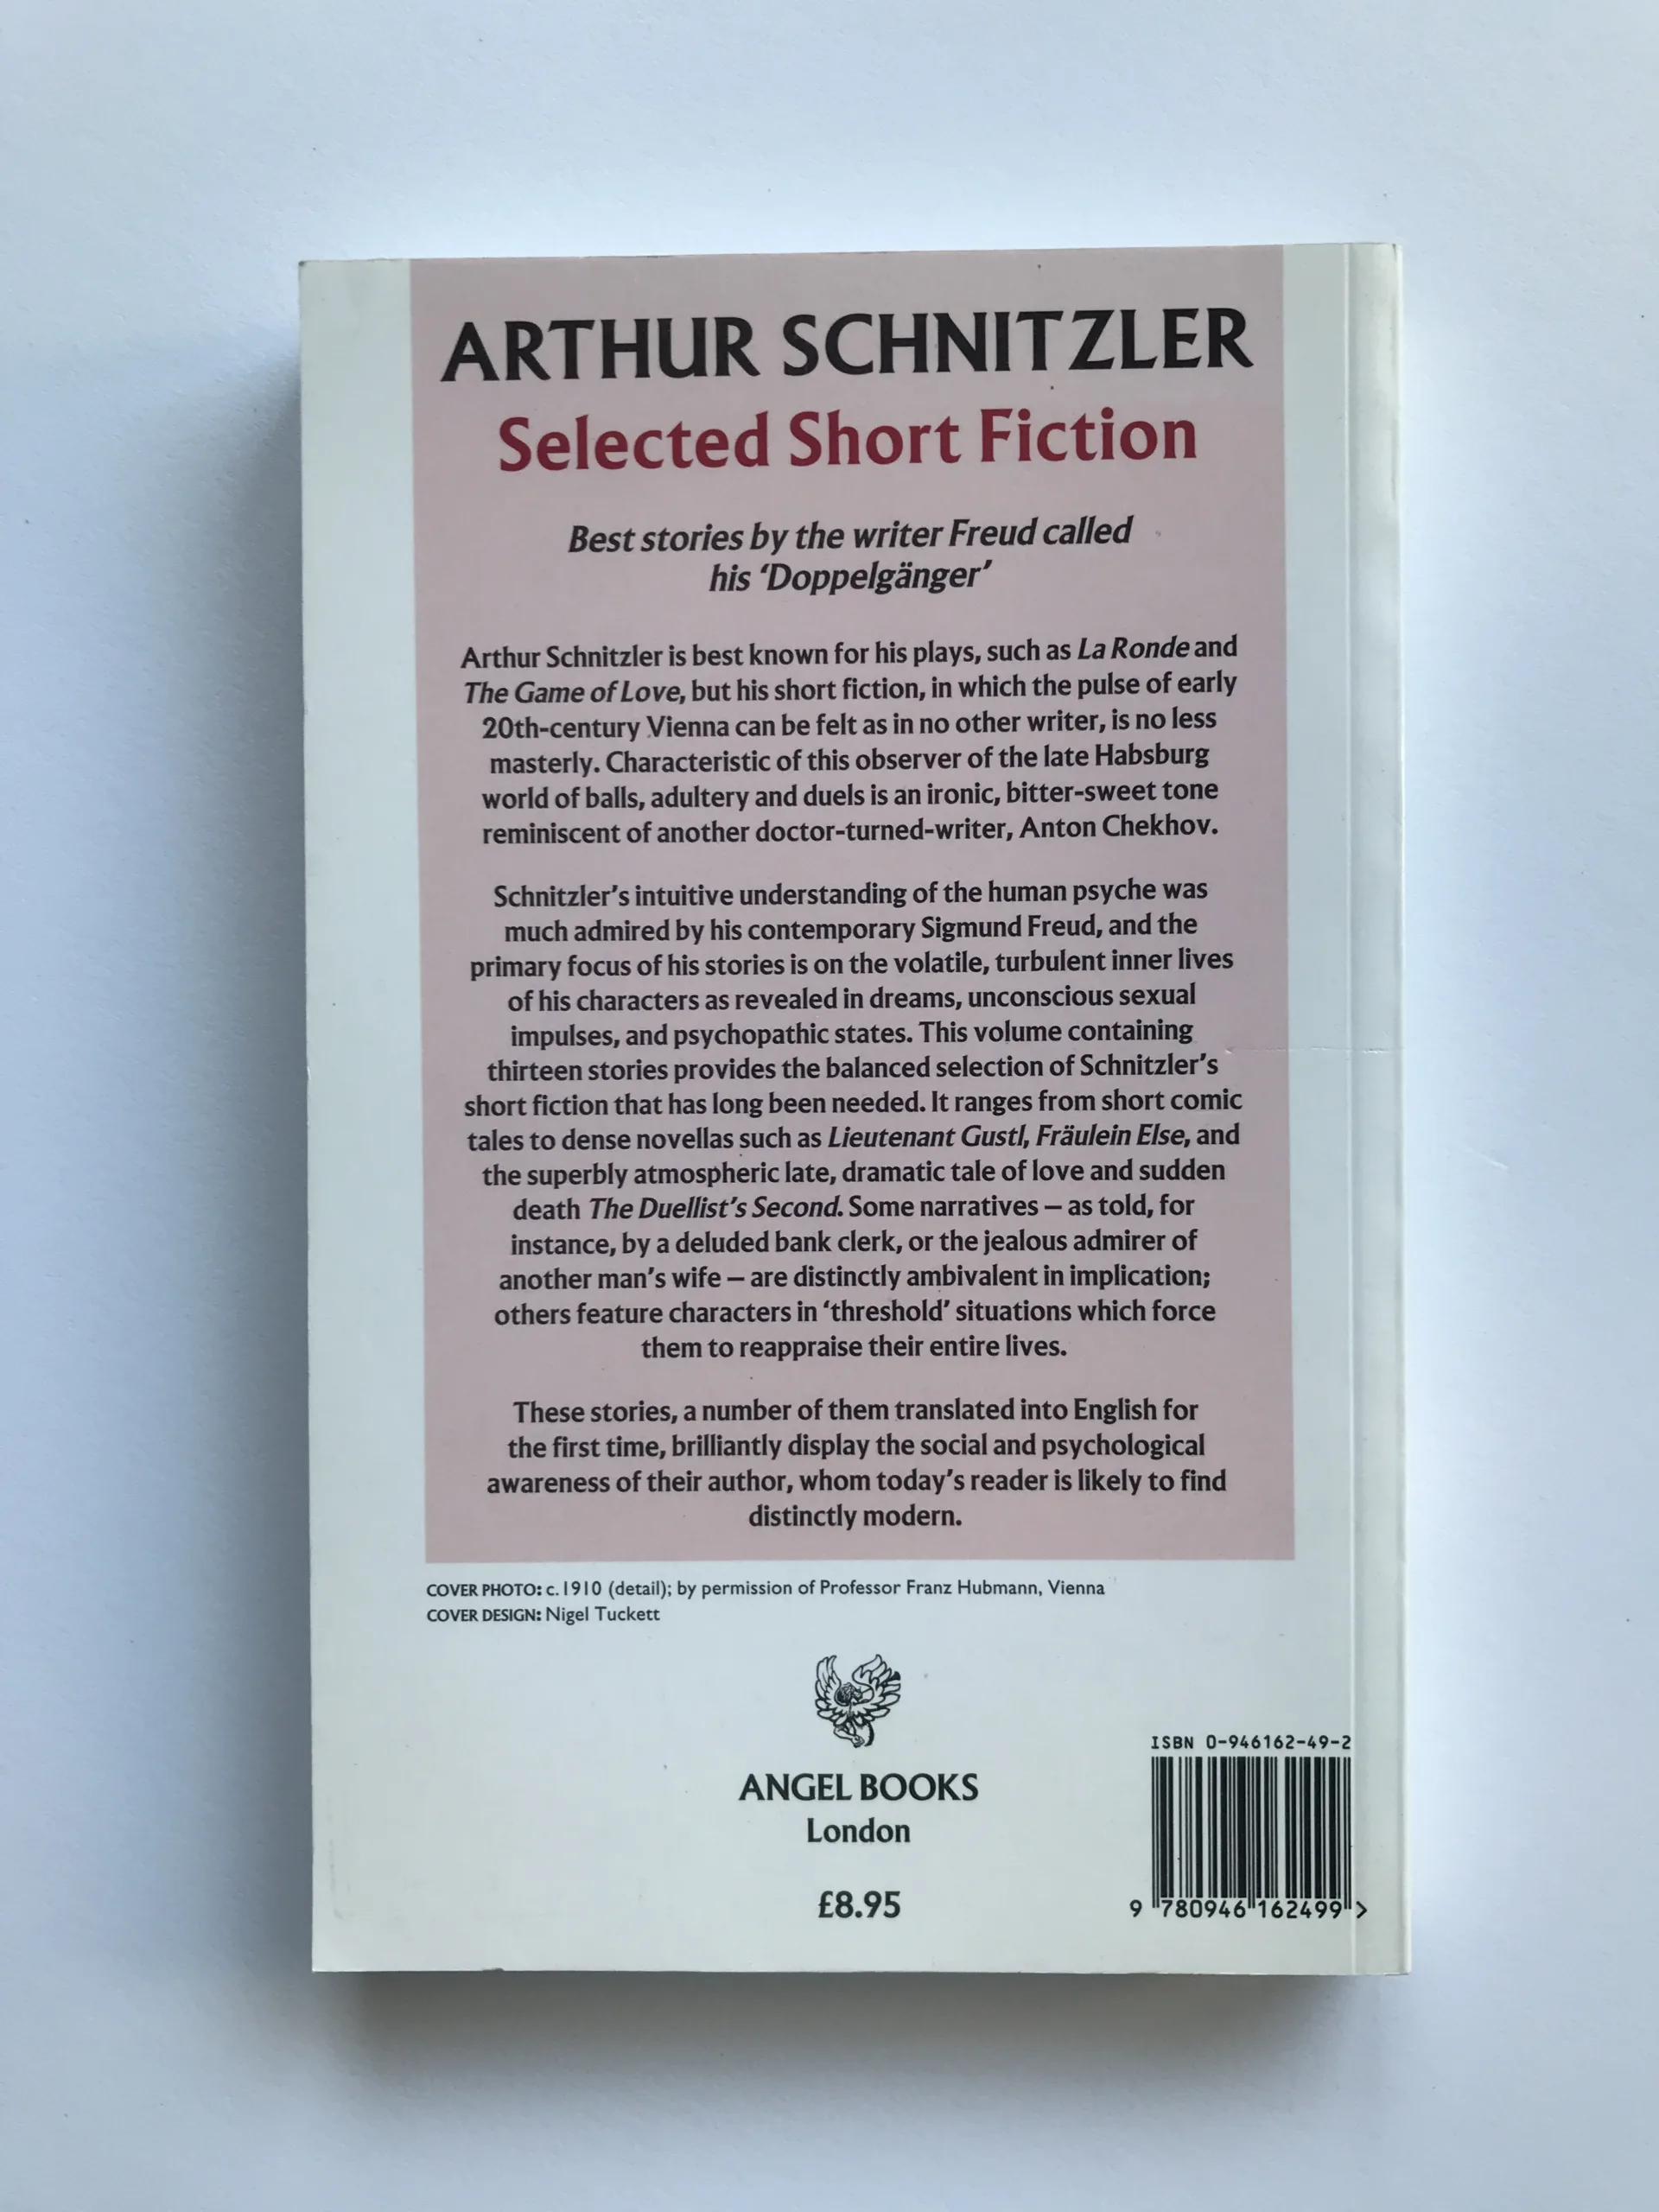 ARTHUR SCHNITZLER
Selected Short Fiction
Best stories by the writer Freud called
his ‘Doppelgänger’
Arthur Schnitzler is best known for his plays, such as La Ronde and
The Game of Love, but his short fiction, in which the pulse of early
20th-century Vienna can be felt as in no other writer, is no less
masterly. Characteristic of this observer of the late Habsburg
world of balls, adultery and duels is an ironic, bitter-sweet tone
reminiscent of another doctor-turned-writer, Anton Chekhov.
Schnitzler’s intuitive understanding of the human psyche was
much admired by his contemporary Sigmund Freud, and the
primary focus of his stories is on the volatile, turbulent inner lives
of his characters as revealed in dreams, unconscious sexual
impulses, and psychopathic states. This volume containing
thirteen stories provides the balanced selection of Schnitzler’s
short fiction that has long been needed. It ranges from short comic
tales to dense novellas such as Lieutenant Gustl, Fräulein Else, and
the superbly atmospheric late, dramatic tale of love and sudden
death The Duellist’s Second. Some narratives – as told, for
instance, by a deluded bank clerk, or the jealous admirer of
another man’s wife – are distinctly ambivalent in implication;
others feature characters in ‘threshold’ situations which force
them to reappraise their entire lives.
These stories, a number of them translated into English for
the first time, brilliantly display the social and psychological
awareness of their author, whom today’s reader is likely to find
distinctly modern.
COVER PHOTO: c.1910 (detail); by permission of Professor Franz Hubmann, Vienna
COVER DESIGN: Nigel Tuckett
ANGEL BOOKS
London
£8.95
ISBN 0-946162-49-2
9 780946 162499 >